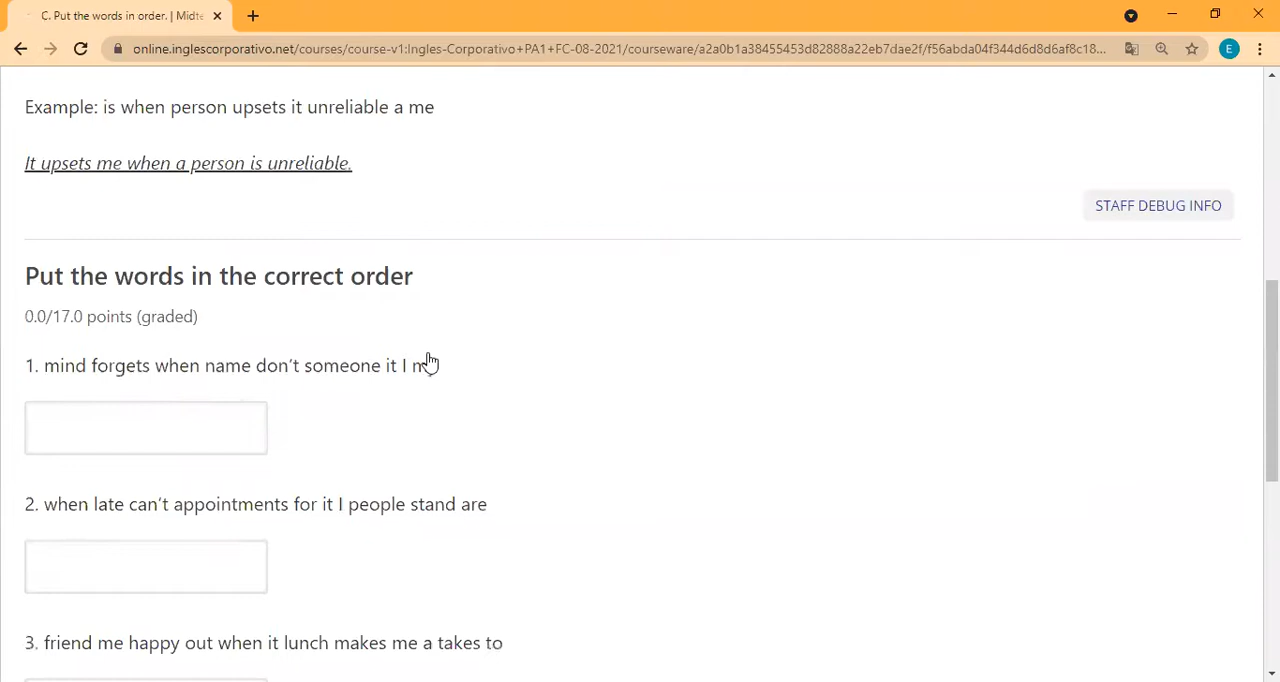 C. Put the words in order. | Midte
online.inglescorporativo.net/courses/course-v1:Ingles-Corporativo+PA1+FC-08-2021/courseware/a2a0b1a38455453d82888a22eb7dae2f/f56abda04f344d6d8d6af8c18...
E
Example: is when person upsets it unreliable a me
It upsets me when a person is unreliable.
STAFF DEBUG INFO
Put the words in the correct order
0.0/17.0 points (graded)
1. mind forgets when name don't someone it I
2. when late can't appointments for it I people stand are
3. friend me happy out when it lunch makes me a takes to